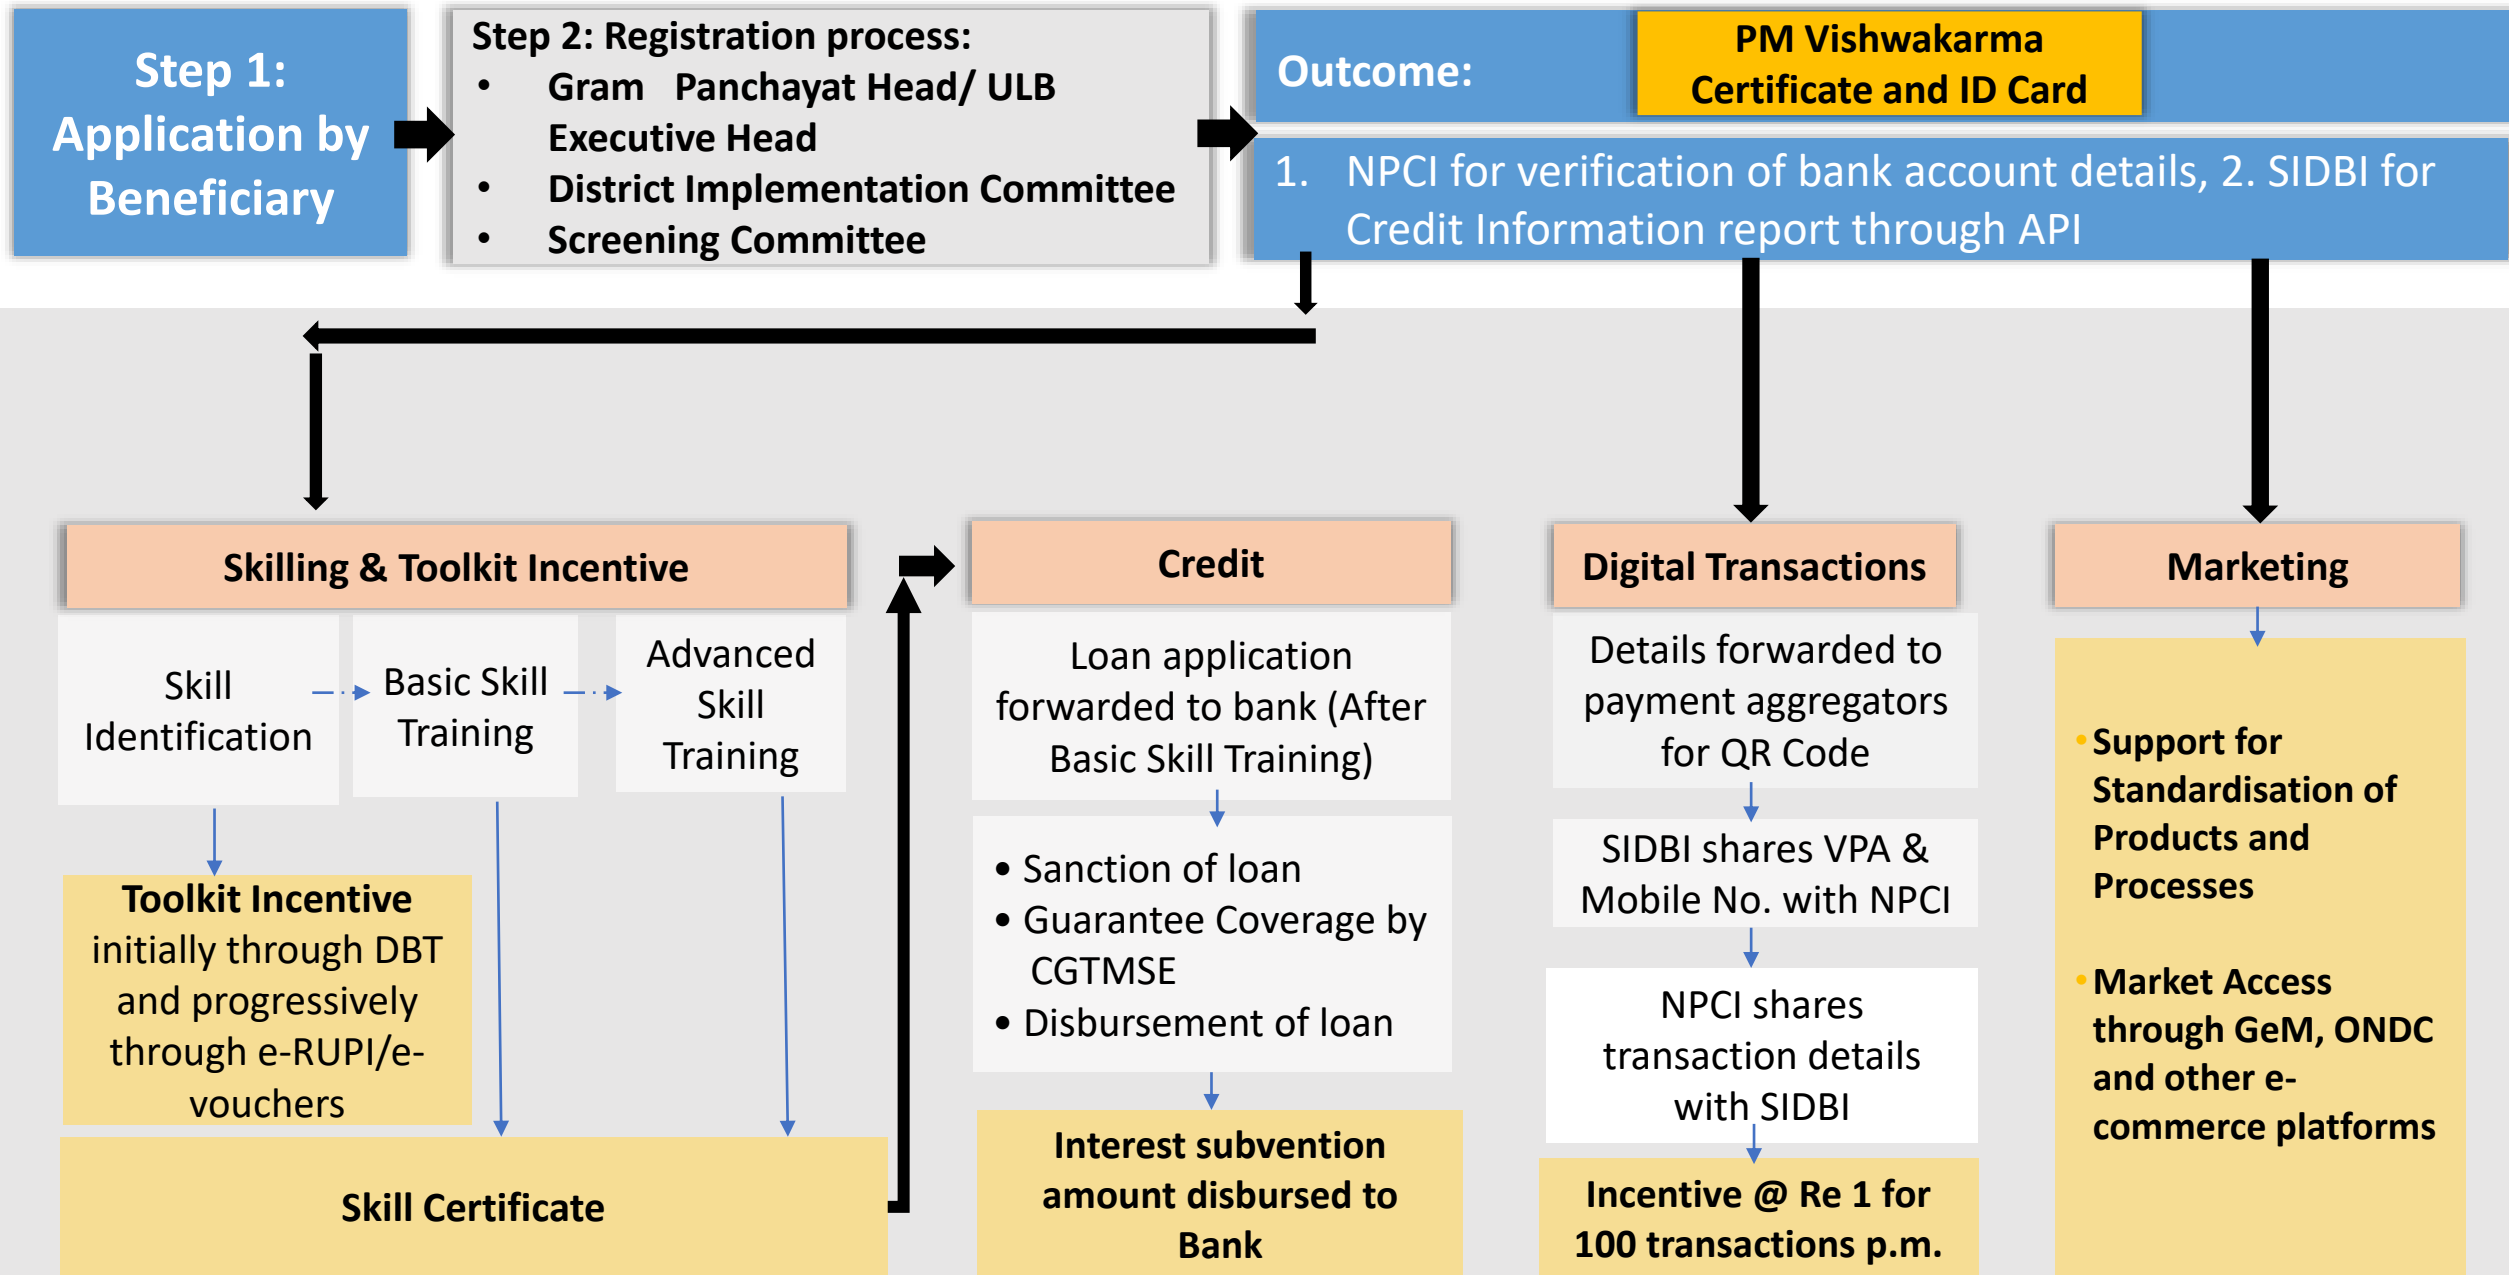 Step 1:
Application by
Beneficiary
Step 2: Registration process:
• Gram Panchayat Head/ ULB
Executive Head
• District Implementation Committee
• Screening Committee
Outcome:
PM Vishwakarma
Certificate and ID Card
1. NPCI for verification of bank account details, 2. SIDBI for
Credit Information report through API
Skilling & Toolkit Incentive
Skill
Identification
Basic Skill
Training
Advanced
Skill
Training
Toolkit Incentive
initially through DBT
and progressively
through e-RUPI/e-
vouchers
Skill Certificate
Credit
Loan application
forwarded to bank (After
Basic Skill Training)
• Sanction of loan
• Guarantee Coverage by
CGTMSE
• Disbursement of loan
Interest subvention
amount disbursed to
Bank
Digital Transactions
Details forwarded to
payment aggregators
for QR Code
SIDBI shares VPA &
Mobile No. with NPCI
NPCI shares
transaction details
with SIDBI
Incentive @ Re 1 for
100 transactions p.m.
Marketing
• Support for
Standardisation of
Products and
Processes
• Market Access
through GeM, ONDC
and other e-
commerce platforms